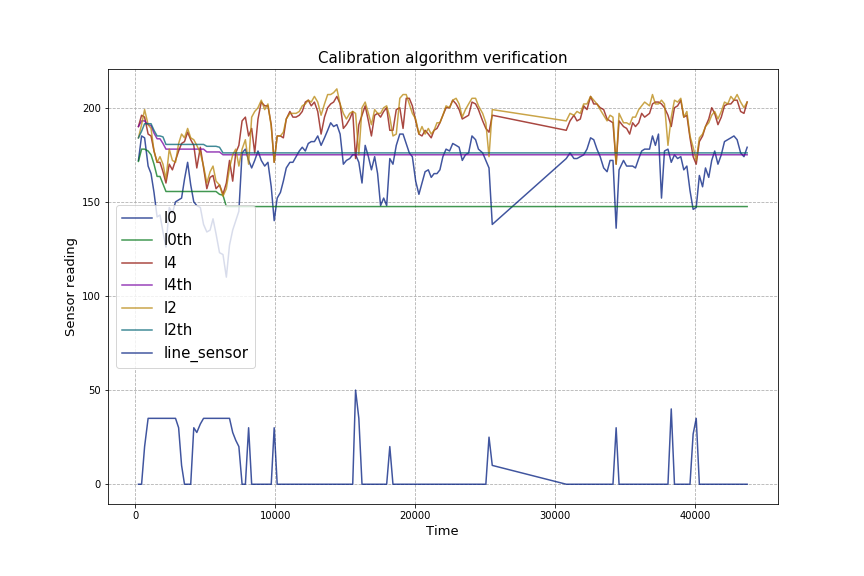 Calibration algorithm verification
Sensor reading
200
150
100
50
0
l0
l0th
l4
l4th
l2
l2th
line_sensor
0 10000 20000 30000 40000
Time